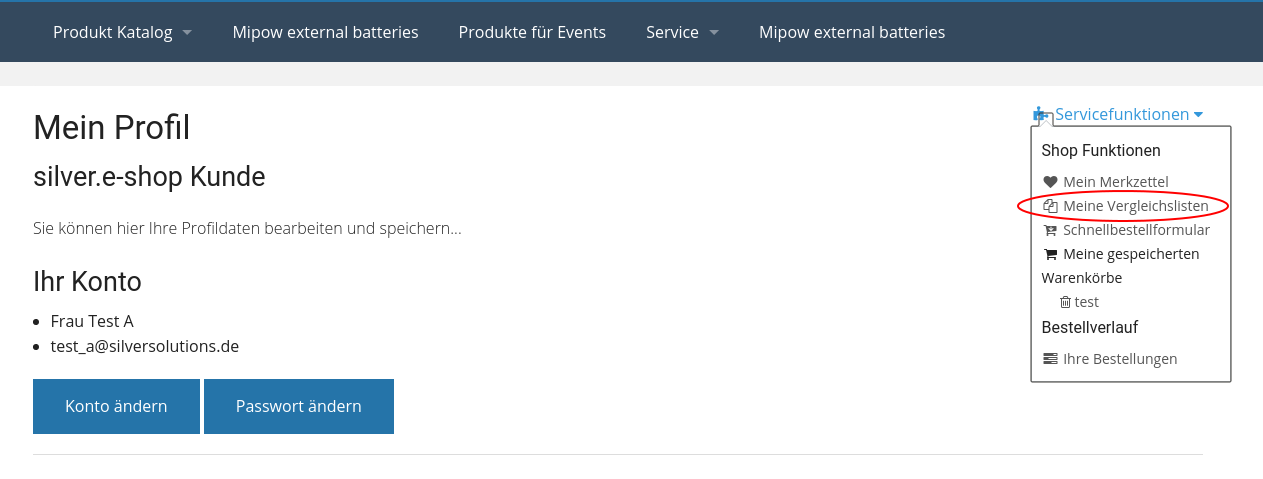 Produkt Katalog Mipow external batteries Produkte für Events Service Mipow external batteries
Mein Profil
silver.e-shop Kunde
Sie können hier Ihre Profildaten bearbeiten und speichern...
Ihr Konto
Frau Test A
test_a@silversolutions.de
Konto ändern Passwort ändern
Servicefunktionen
Shop Funktionen
Mein Merkzettel
Meine Vergleichslisten
Schnellbestellformular
Meine gespeicherten
Warenkörbe
test
Bestellverlauf
Ihre Bestellungen